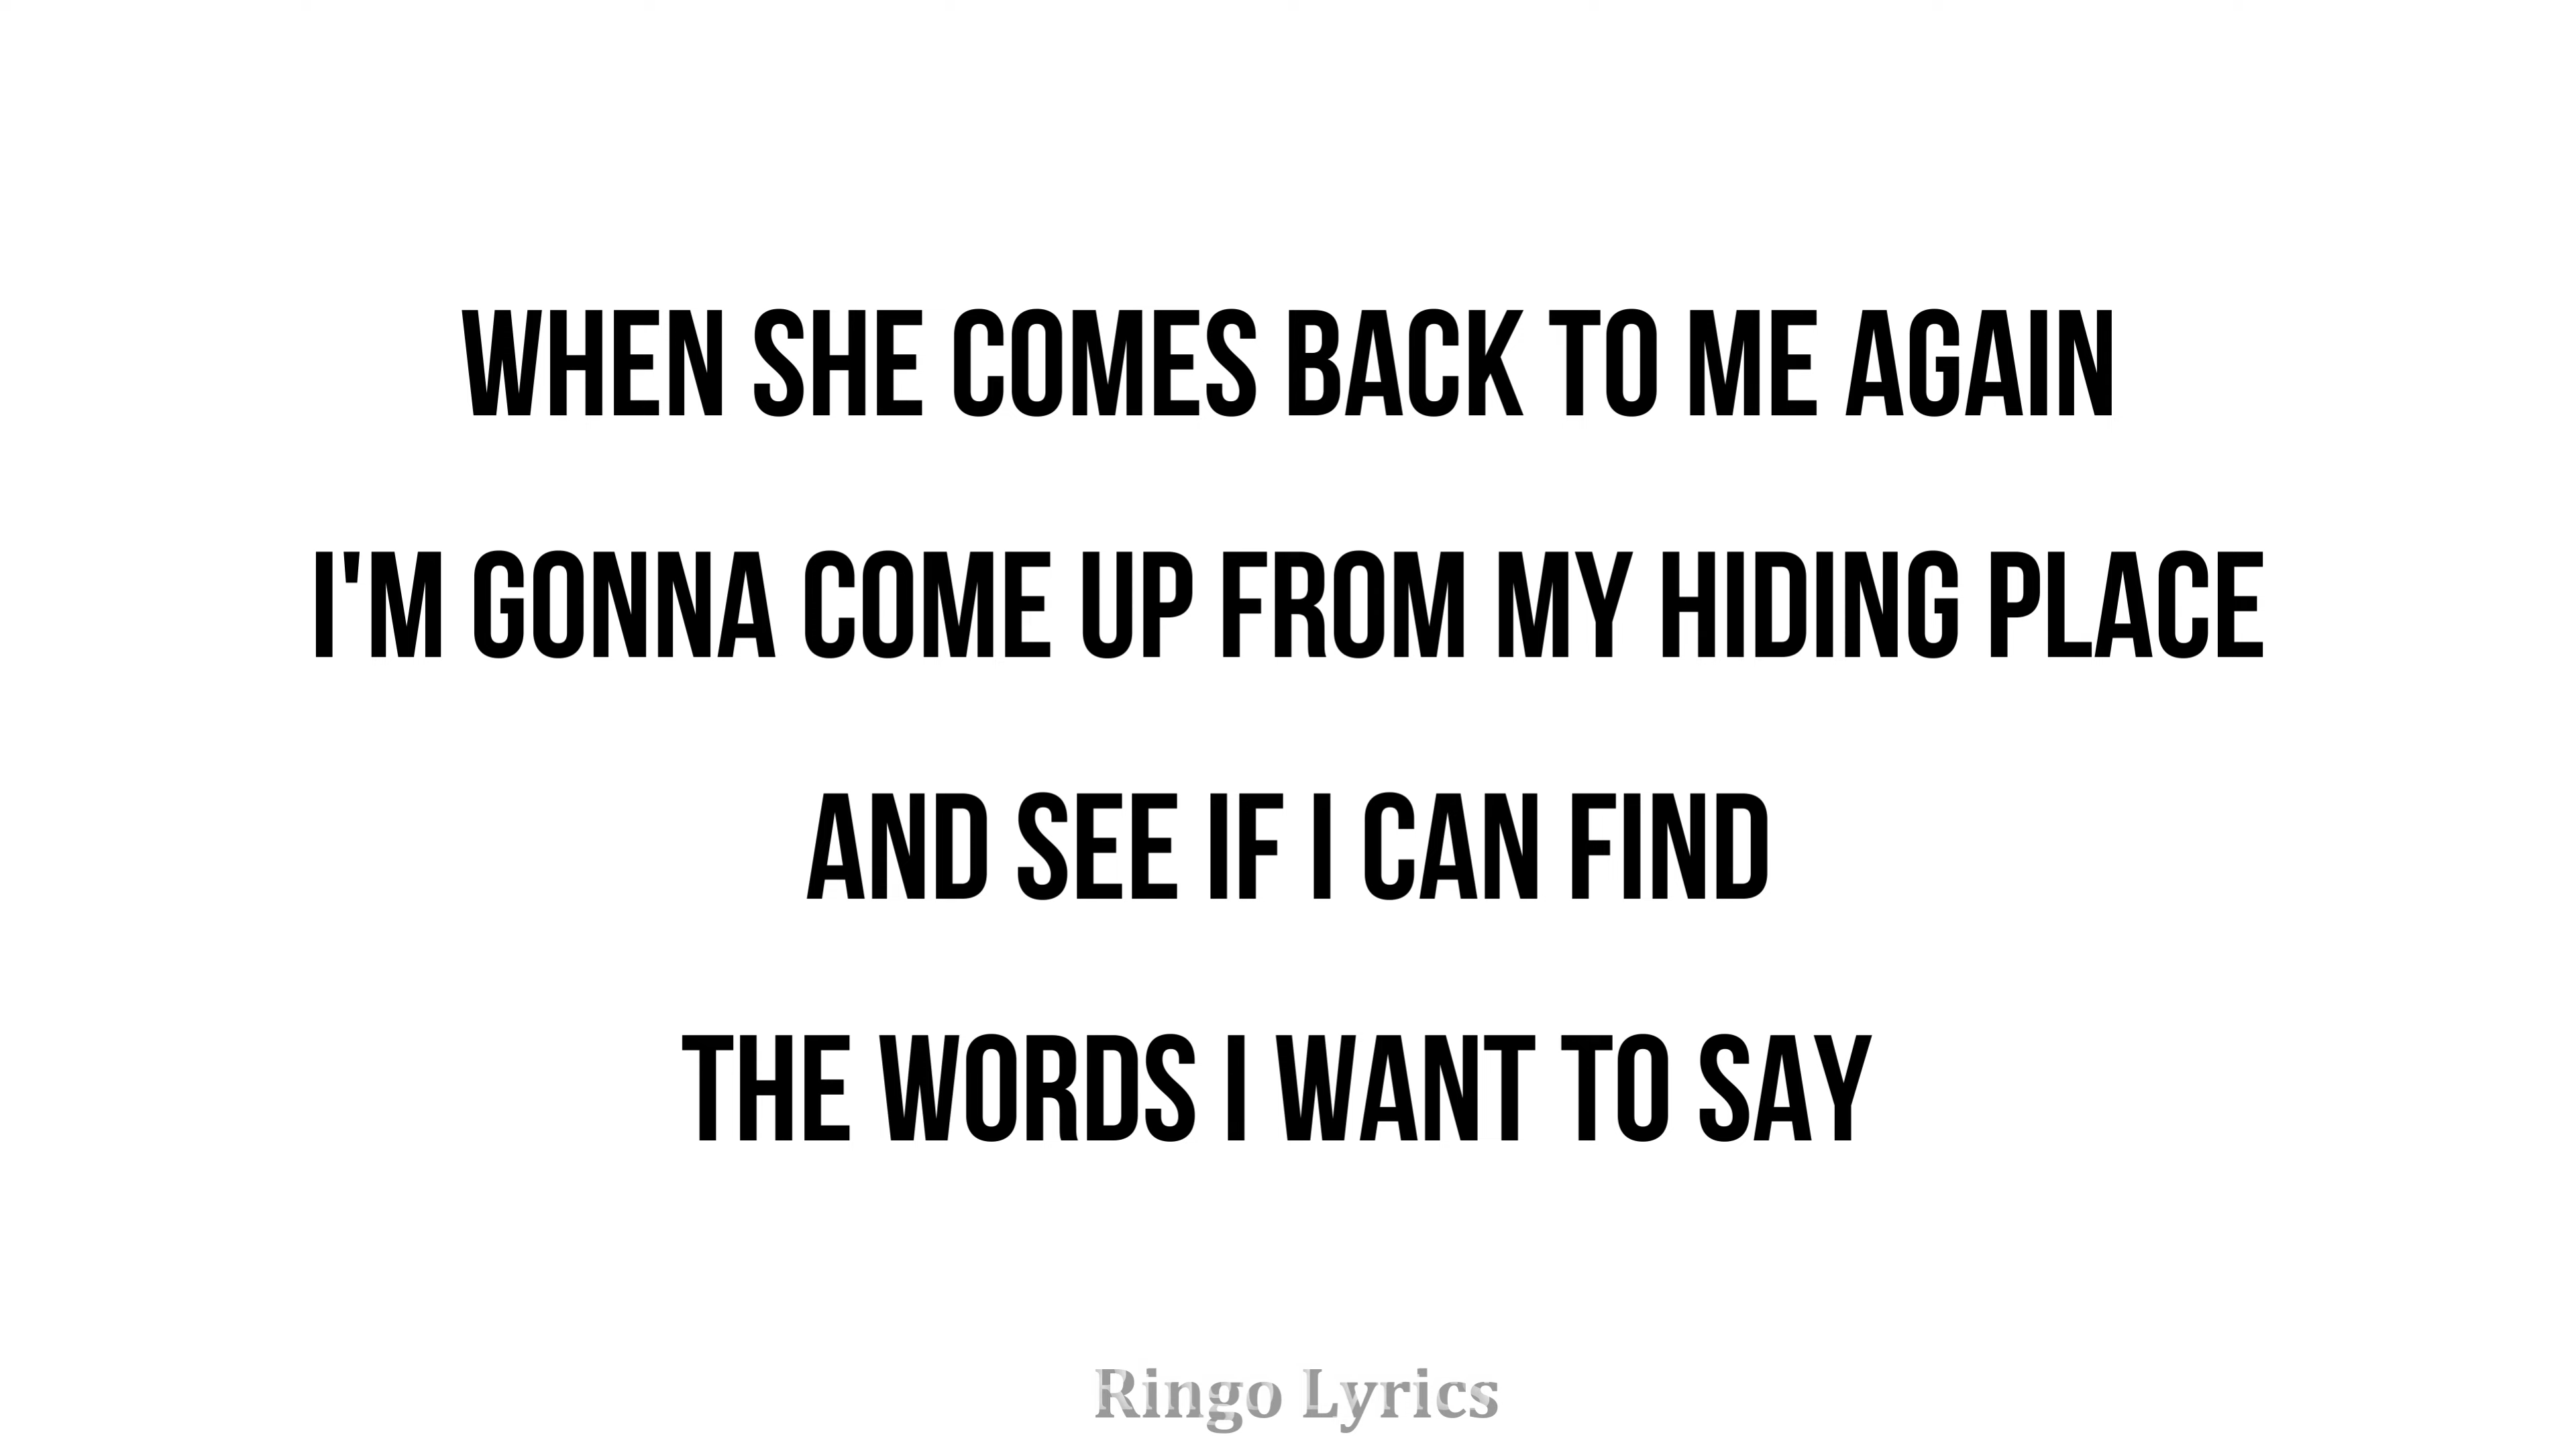 WHEN SHE COMES BACK TO ME AGAIN
I'M GONNA COME UP FROM MY HIDING PLACE
AND SEE IF I CAN FIND
THE WORDS I WANT TO SAY
Ringo Lyrics